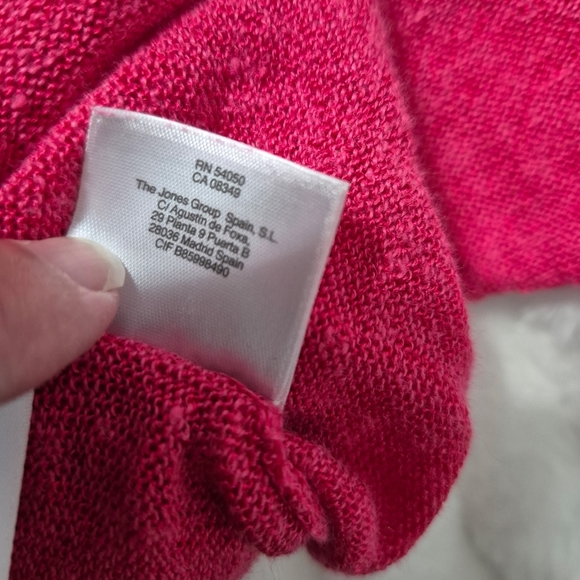 RN 54050
CA 08349
The Jones Group Spain, S.L.
C/ Agustin de Foxa,
29 Planta 9 Puerta B
28036 Madrid Spain
CIF B85998490